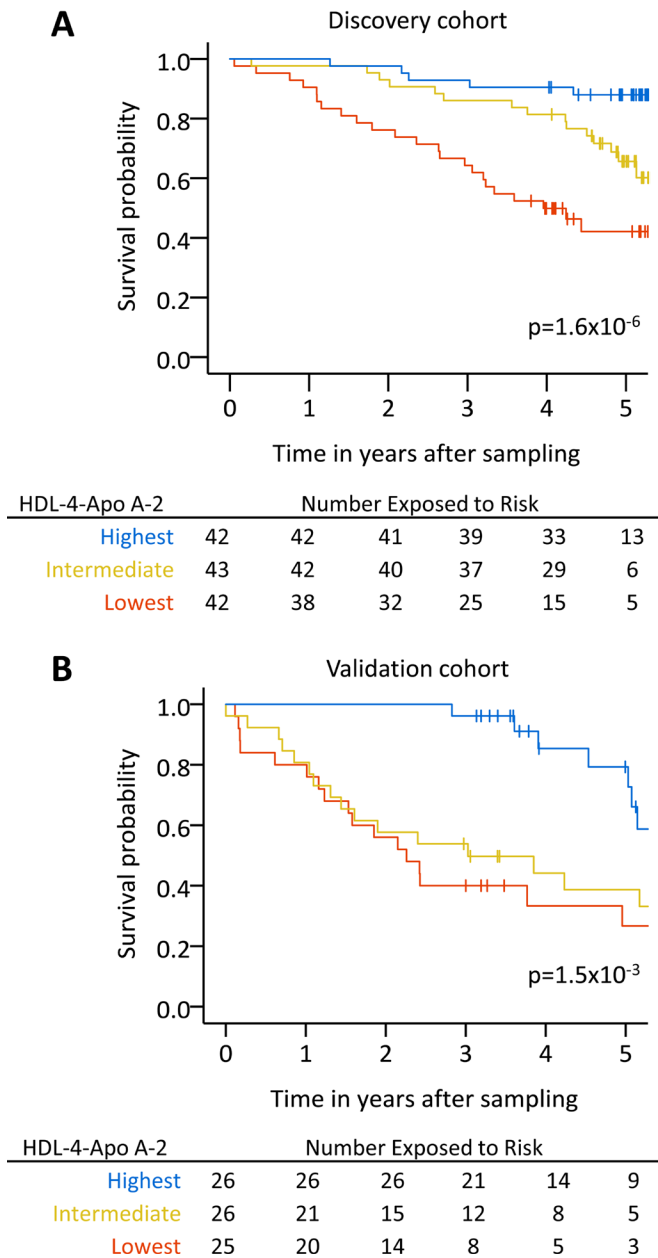 A
Discovery cohort
1.0
0.8
0.6
0.4
0.2
0.0
Survival probability
p=1.6x10-6
0 1 2 3 4 5
Time in years after sampling
HDL-4-Apo A-2 Number Exposed to Risk
Highest 42 42 41 39 33 13
Intermediate 43 42 40 37 29 6
Lowest 42 38 32 25 15 5
B
Validation cohort
1.0
0.8
0.6
0.4
0.2
0.0
Survival probability
p=1.5x10-3
0 1 2 3 4 5
Time in years after sampling
HDL-4-Apo A-2 Number Exposed to Risk
Highest 26 26 26 21 14 9
Intermediate 26 21 15 12 8 5
Lowest 25 20 14 8 5 3